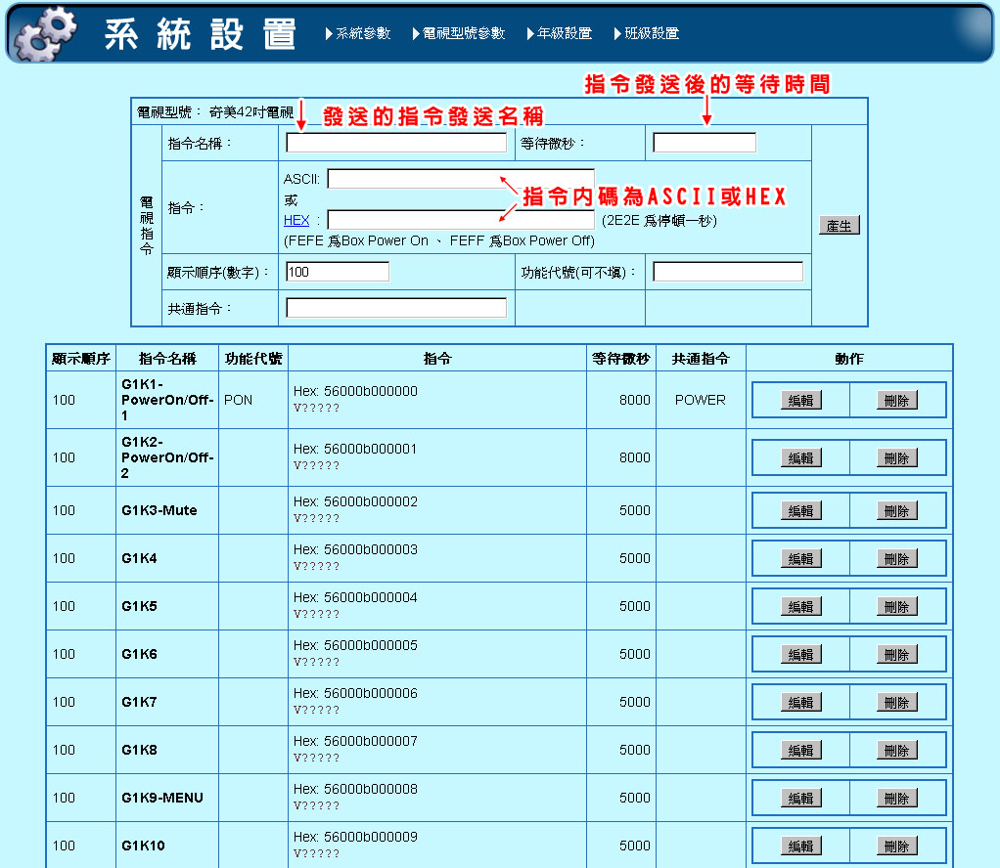 系統設置 ▶系統參數 ▶電視型號參數 ▶年級設置 ▶班級設置
指令發送後的等待時間
電視型號： 奇美42吋電視
發送的指令發送名稱
電視指令
指令名稱： 等待微秒：
指令：
ASCII:
或
指令內碼為ASCII或HEX
HEX : (2E2E 為停頓一秒)
(FEFE 為Box Power On 、 FEFF 為Box Power Off)
產生
顯示順序(數字)： 100 功能代號(可不填)：
共通指令：
顯示順序 指令名稱 功能代號 指令 等待微秒 共通指令 動作
100 G1K1-PowerOn/Off-1 PON Hex: 56000b000000 8000 POWER 編輯 刪除
V?????
100 G1K2-PowerOn/Off-2 Hex: 56000b000001 8000 編輯 刪除
V?????
100 G1K3-Mute Hex: 56000b000002 5000 編輯 刪除
V?????
100 G1K4 Hex: 56000b000003 5000 編輯 刪除
V?????
100 G1K5 Hex: 56000b000004 5000 編輯 刪除
V?????
100 G1K6 Hex: 56000b000005 5000 編輯 刪除
V?????
100 G1K7 Hex: 56000b000006 5000 編輯 刪除
V?????
100 G1K8 Hex: 56000b000007 5000 編輯 刪除
V?????
100 G1K9-MENU Hex: 56000b000008 5000 編輯 刪除
V?????
100 G1K10 Hex: 56000b000009 5000 編輯 刪除
V?????